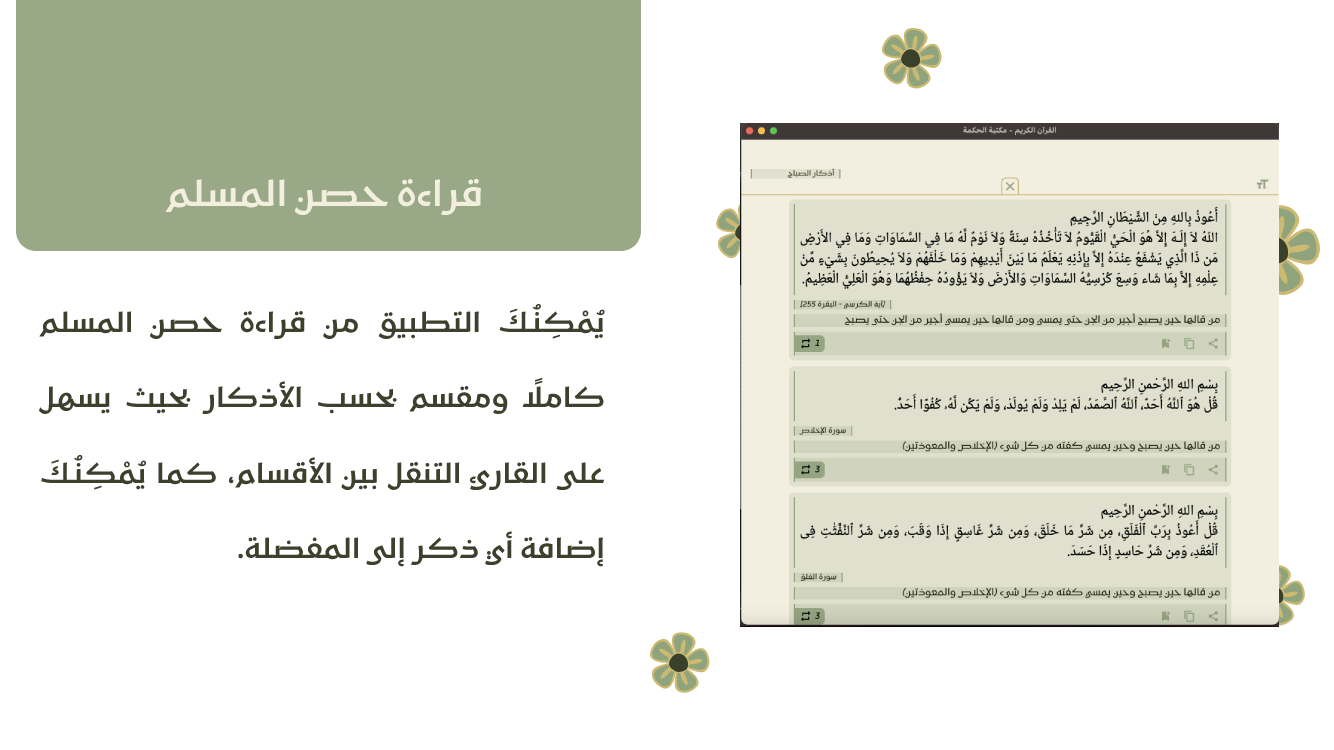 قراءة حصن المسلم
يُمْكِنُكَ التطبيق من قراءة حصن المسلم
كاملًا ومقسم بحسب الأذكار بحيث يسهل
على القارئ التنقل بين الأقسام، كما يُمْكِنُكَ
إضافة أي ذكر إلى المفضلة.
القرآن الكريم - مكتبة الحكمة
أذكار الصباح
أَعُوذُ بِاللهِ مِنْ الشَّيْطَانِ الرَّجِيمِ
اللّهُ لاَ إِلَـهَ إِلاَّ هُوَ الْحَيُّ الْقَيُّومُ لاَ تَأْخُذُهُ سِنَةٌ وَلاَ نَوْمٌ لَّهُ مَا فِي السَّمَاوَاتِ وَمَا فِي الأَرْضِ
مَن ذَا الَّذِي يَشْفَعُ عِنْدَهُ إِلاَّ بِإِذْنِهِ يَعْلَمُ مَا بَيْنَ أَيْدِيهِمْ وَمَا خَلْفَهُمْ وَلاَ يُحِيطُونَ بِشَيْءٍ مِّنْ
عِلْمِهِ إِلاَّ بِمَا شَاء وَسِعَ كُرْسِيُّهُ السَّمَاوَاتِ وَالأَرْضَ وَلاَ يَؤُودُهُ حِفْظُهُمَا وَهُوَ الْعَلِيُّ الْعَظِيمُ.
[آية الكرسى - البقرة 255]
من قالها حين يصبح أجير من الجن حتى يمسى ومن قالها حين يمسى أجير من الجن حتى يصبح
1
بِسْمِ اللهِ الرَّحْمنِ الرَّحِيم
قُلْ هُوَ ٱللَّهُ أَحَدٌ، ٱللَّهُ ٱلصَّمَدُ، لَمْ يَلِدْ وَلَمْ يُولَدْ، وَلَمْ يَكُن لَّهُۥ كُفُوًا أَحَدٌۢ.
سورة الإخلاص
من قالها حين يصبح وحين يمسى كفته من كل شىء (الإخلاص والمعوذتين)
3
بِسْمِ اللهِ الرَّحْمنِ الرَّحِيم
قُلْ أَعُوذُ بِرَبِّ ٱلْفَلَقِ، مِن شَرِّ مَا خَلَقَ، وَمِن شَرِّ غَاسِقٍ إِذَا وَقَبَ، وَمِن شَرِّ ٱلنَّفَّٰثَٰتِ فِى
ٱلْعُقَدِ، وَمِن شَرِّ حَاسِدٍ إِذَا حَسَدَ.
سورة الفلق
من قالها حين يصبح وحين يمسى كفته من كل شىء (الإخلاص والمعوذتين)
3